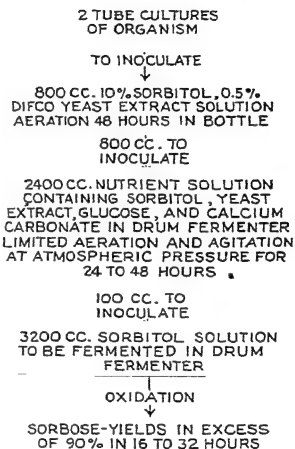 2 TUBE CULTURES
OF ORGANISM
TO INOCULATE
800 CC. 10% SORBITOL, 0.5%
DIFCO YEAST EXTRACT SOLUTION
AERATION 48 HOURS IN BOTTLE
800 CC. TO
INOCULATE
2400 CC. NUTRIENT SOLUTION
CONTAINING SORBITOL, YEAST
EXTRACT, GLUCOSE, AND CALCIUM
CARBONATE IN DRUM FERMENTER
LIMITED AERATION AND AGITATION
AT ATMOSPHERIC PRESSURE FOR
24 TO 48 HOURS.
100 CC. TO
INOCULATE
3200 CC. SORBITOL SOLUTION
TO BE FERMENTED IN DRUM
FERMENTER
OXIDATION
SORBOSE-YIELDS IN EXCESS
OF 90% IN 16 TO 32 HOURS